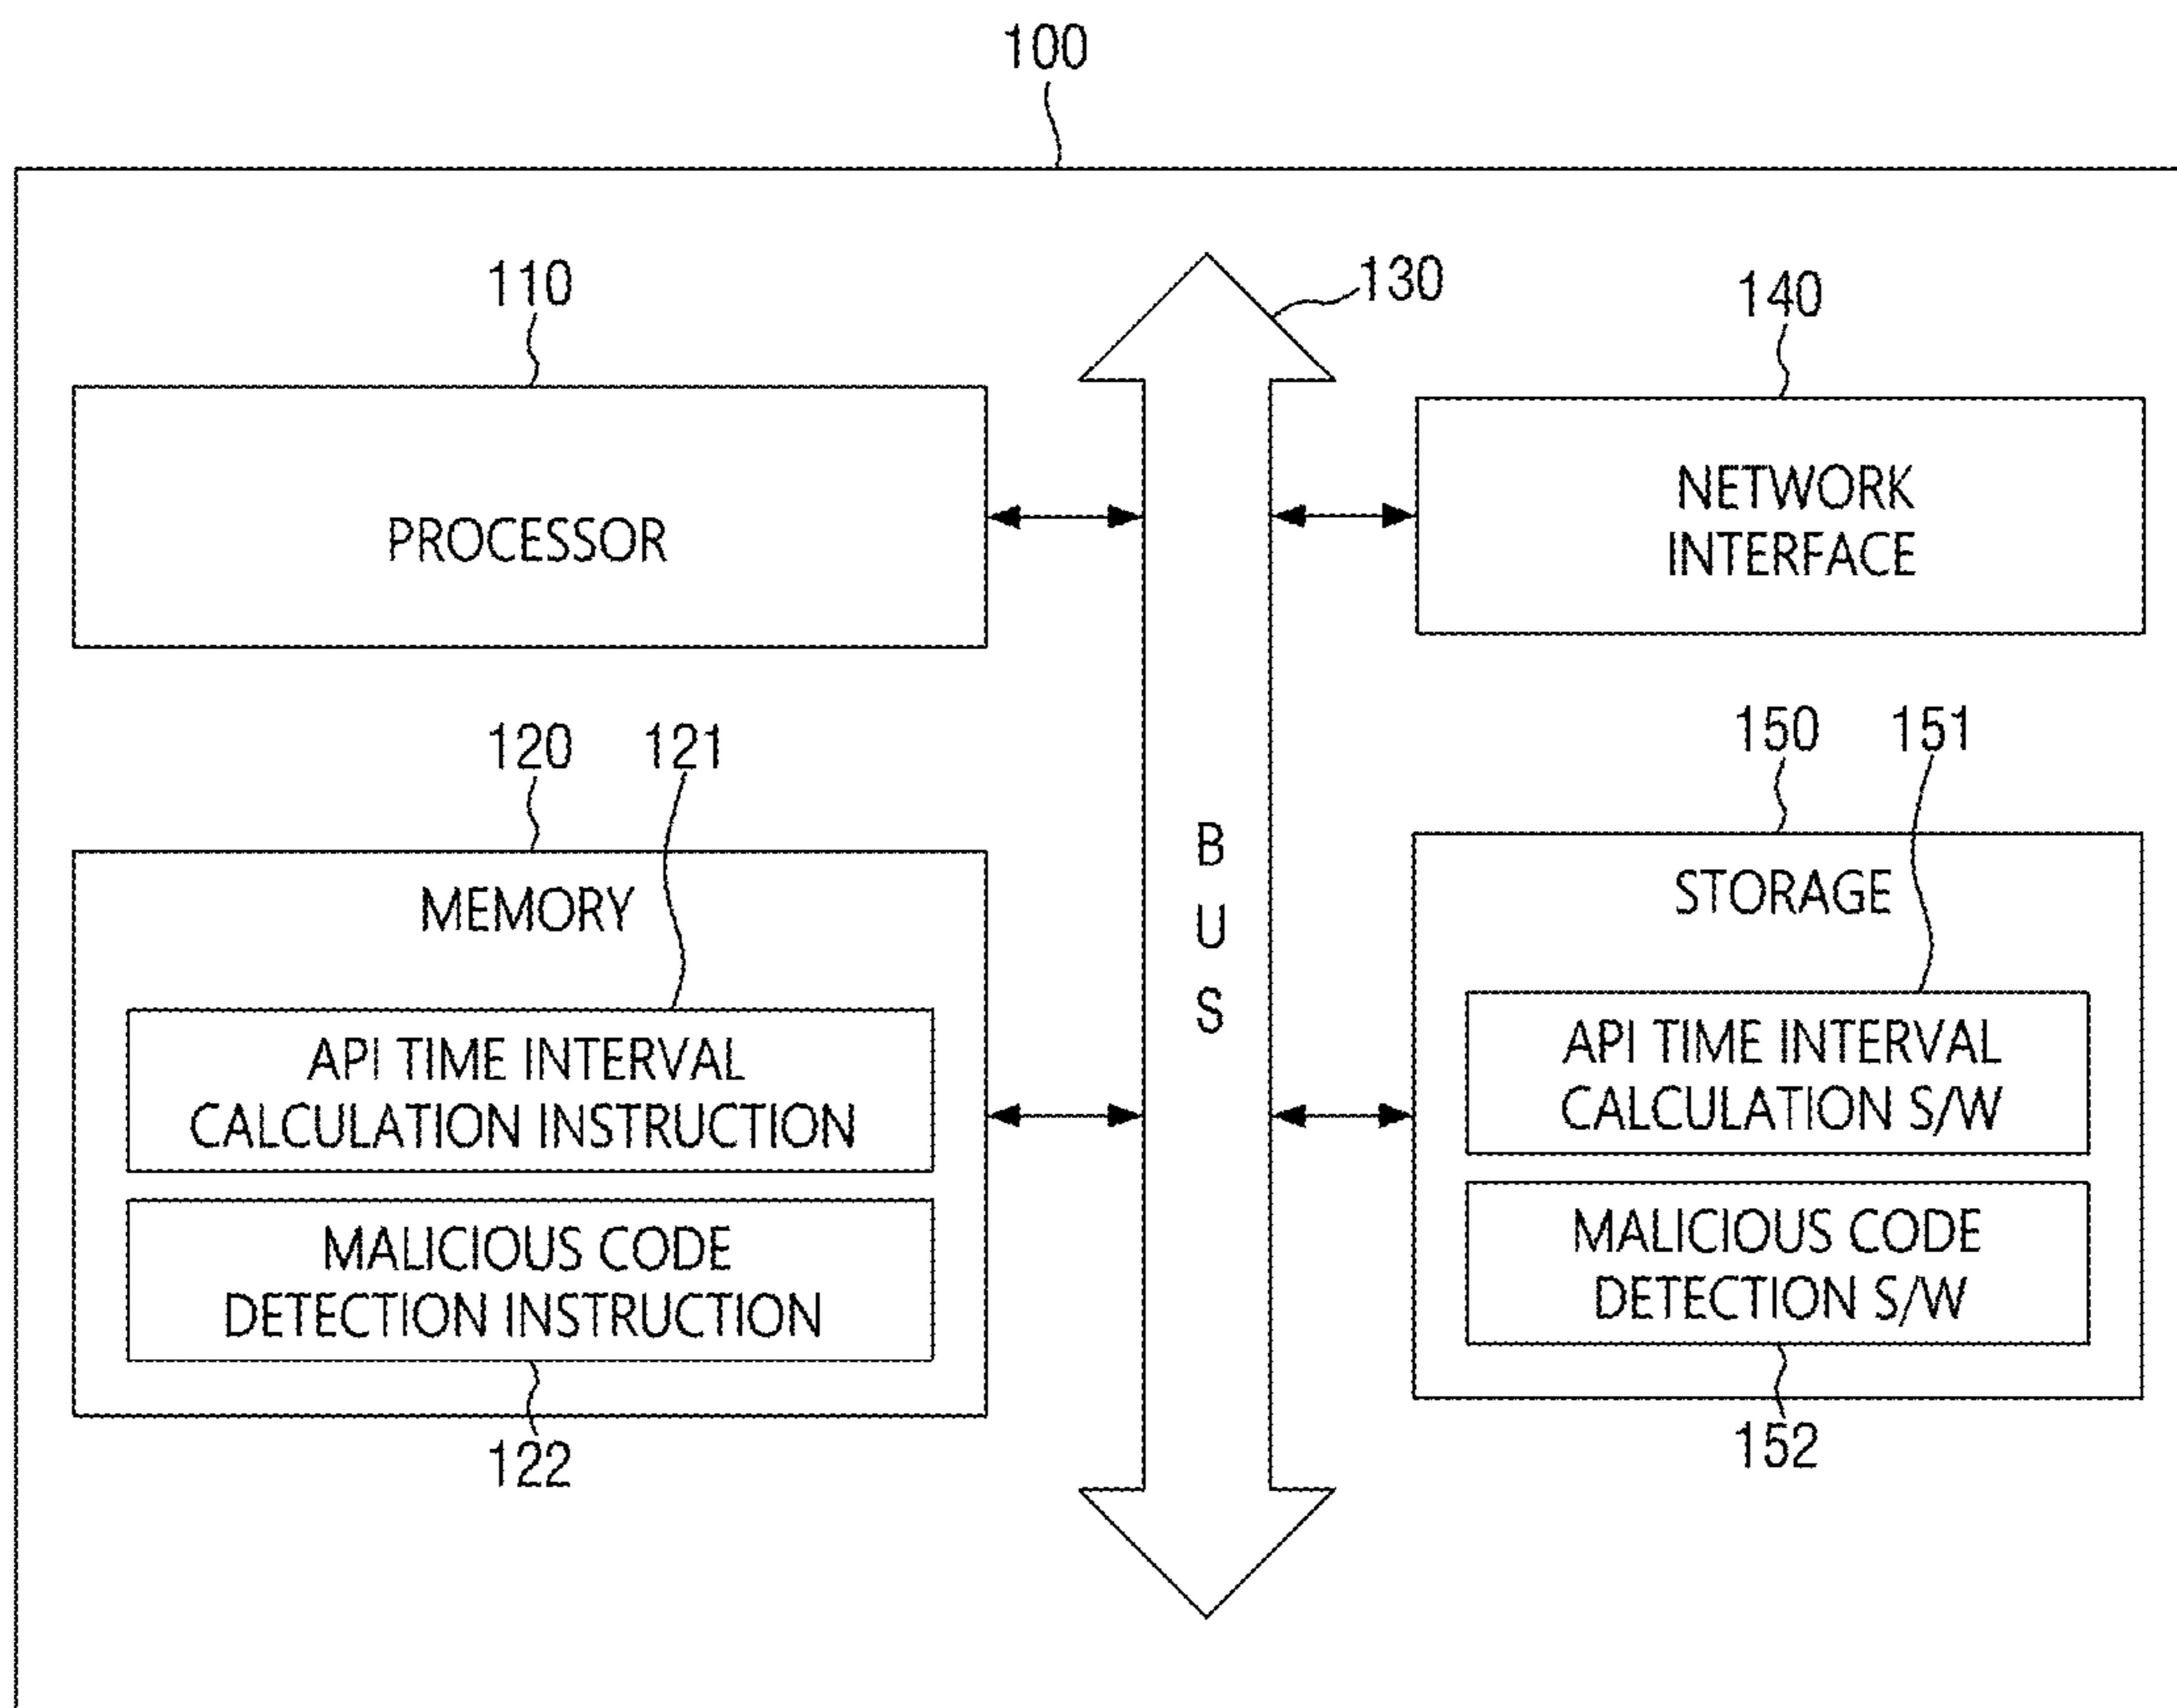 100
110
130
140
PROCESSOR
NETWORK
INTERFACE
120
121
150
151
B
U
S
MEMORY
STORAGE
API TIME INTERVAL
CALCULATION INSTRUCTION
API TIME INTERVAL
CALCULATION S/W
MALICIOUS CODE
DETECTION INSTRUCTION
MALICIOUS CODE
DETECTION S/W
122
152